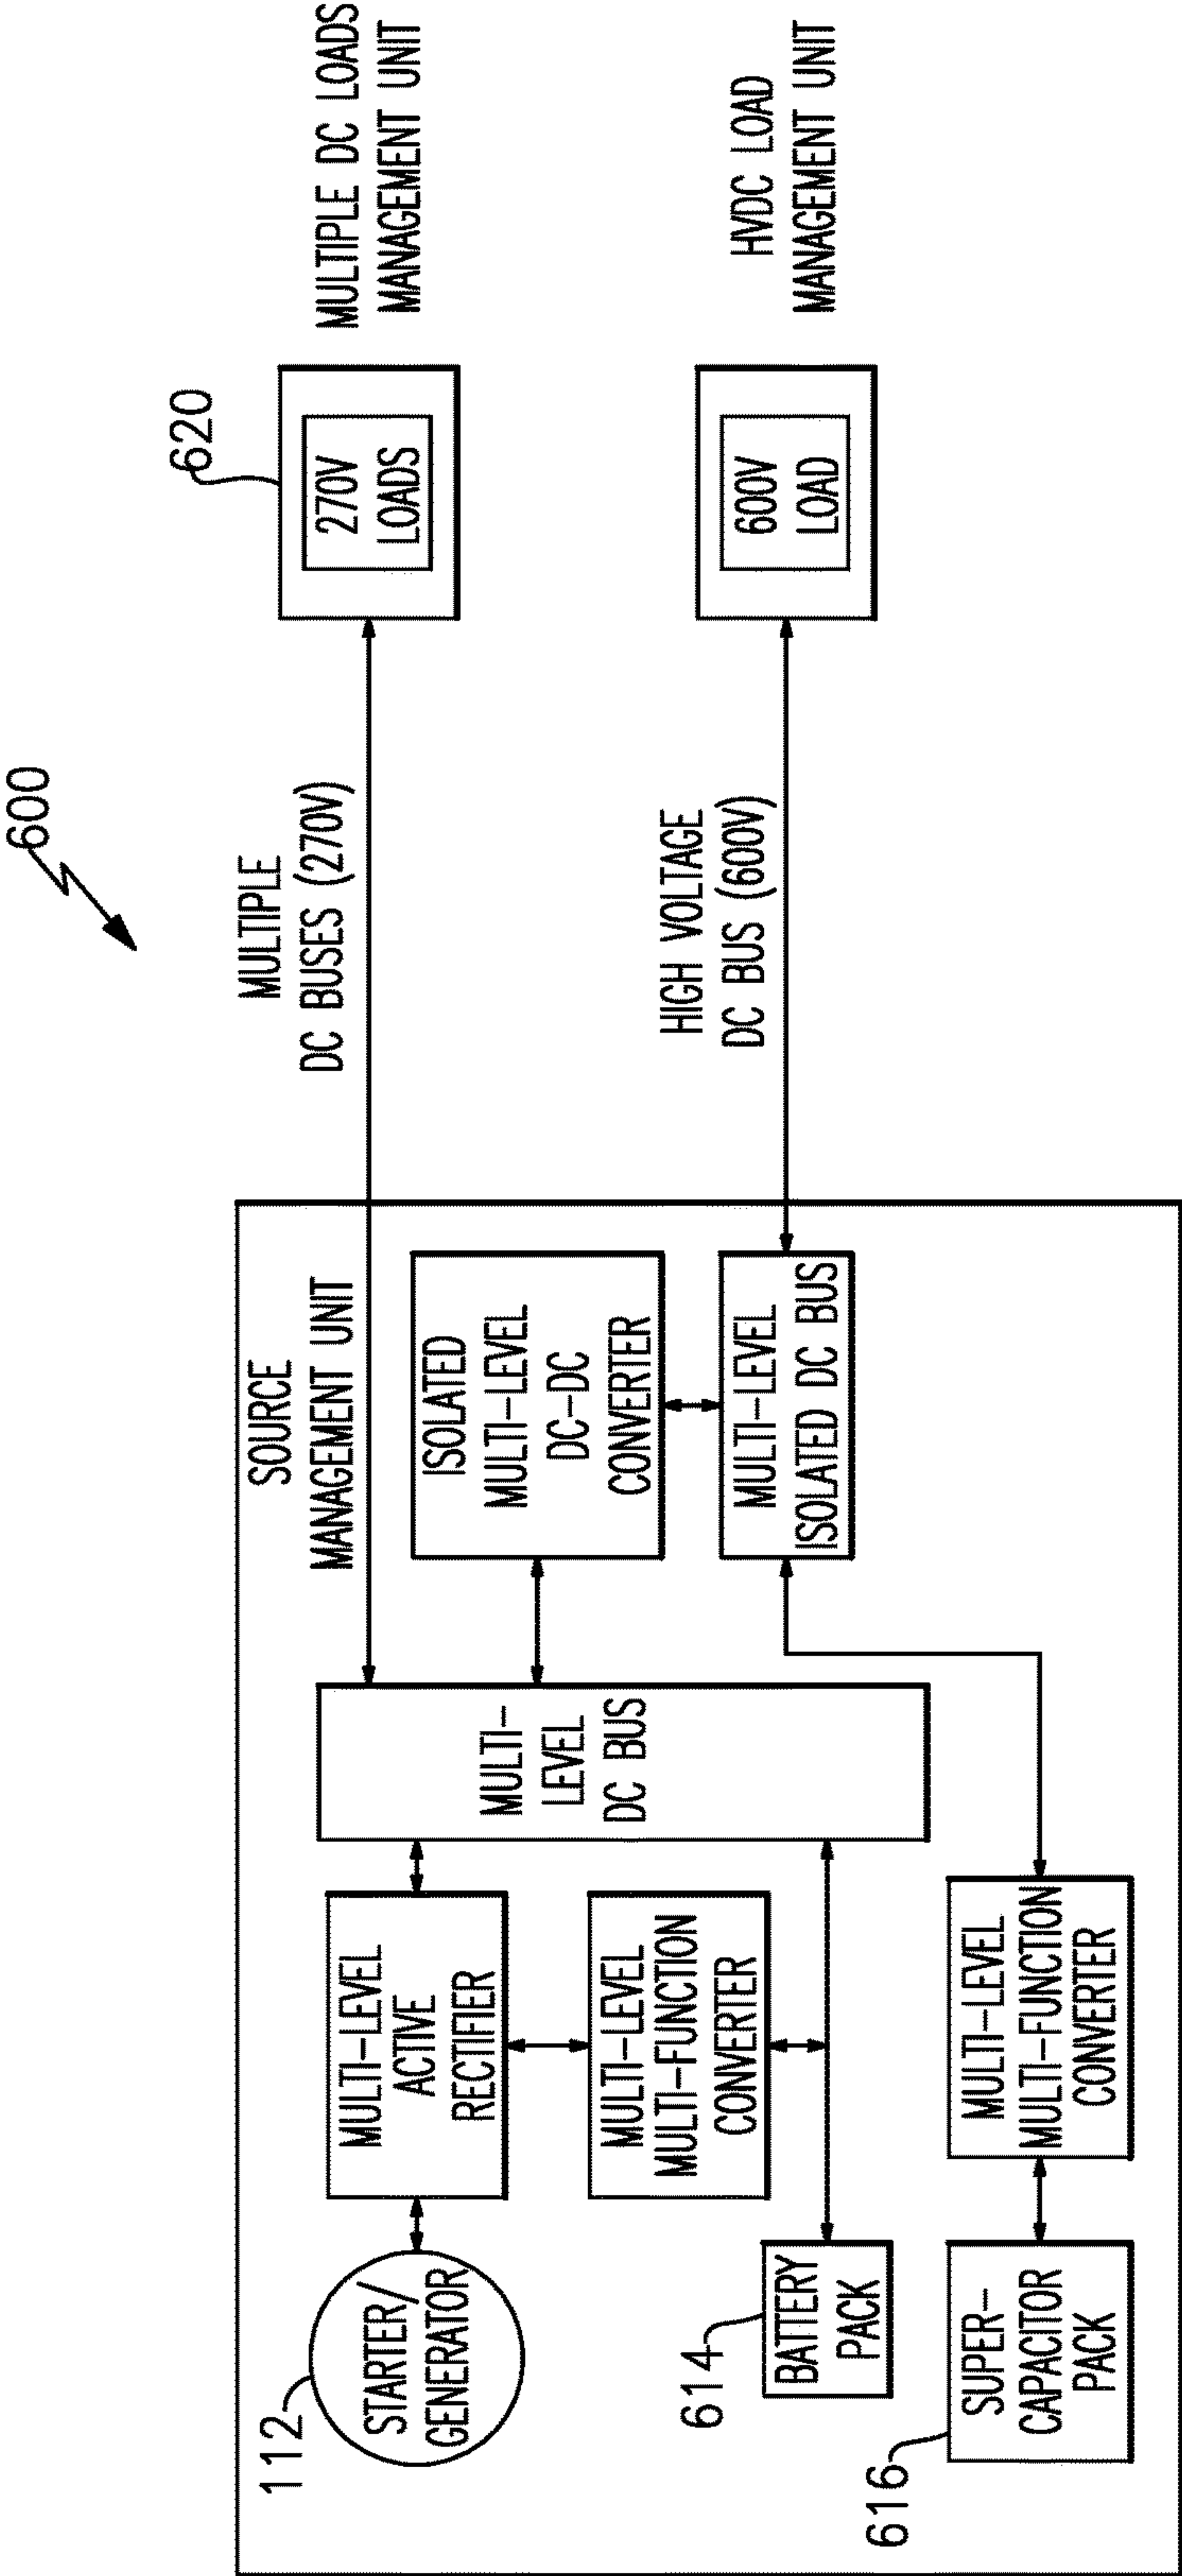 600
SOURCE
MANAGEMENT UNIT
112
STARTER/
GENERATOR
MULTI-LEVEL
ACTIVE
RECTIFIER
MULTI-LEVEL
MULTI-FUNCTION
CONVERTER
614
BATTERY
PACK
616
SUPER-
CAPACITOR
PACK
MULTI-LEVEL
MULTI-FUNCTION
CONVERTER
MULTI-
LEVEL
DC BUS
ISOLATED
MULTI-LEVEL
DC-DC
CONVERTER
MULTI-LEVEL
ISOLATED DC BUS
MULTIPLE
DC BUSES (270V)
HIGH VOLTAGE
DC BUS (600V)
620
270V
LOADS
MULTIPLE DC LOADS
MANAGEMENT UNIT
600V
LOAD
HVDC LOAD
MANAGEMENT UNIT